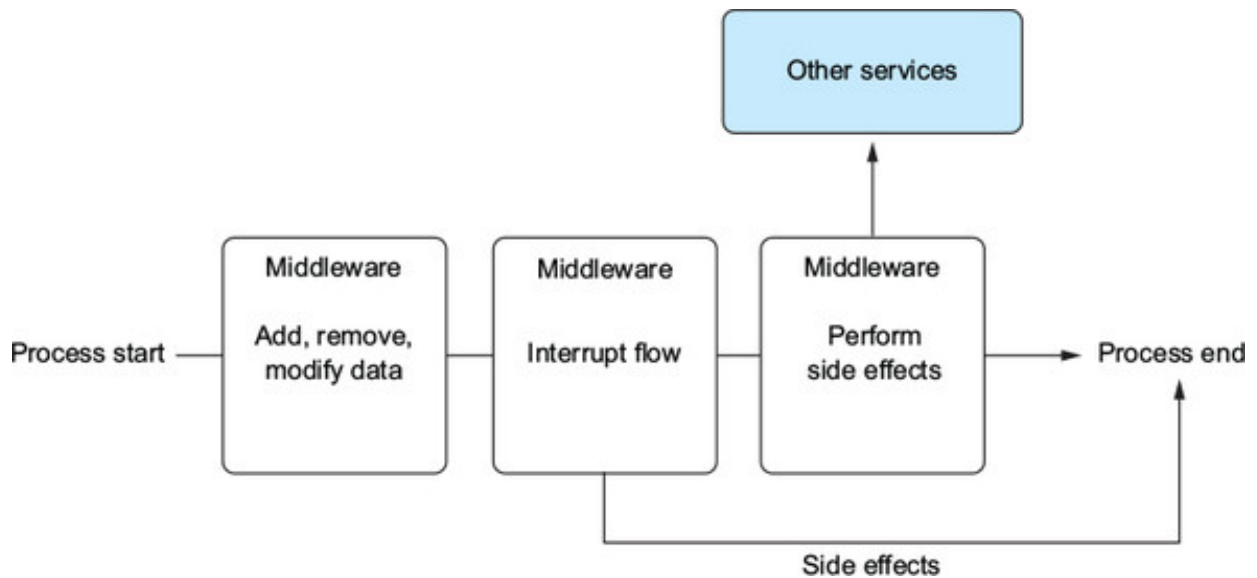 Other services
Middleware
Add, remove,
modify data
Middleware
Interrupt flow
Middleware
Perform
side effects
Process start
Process end
Side effects